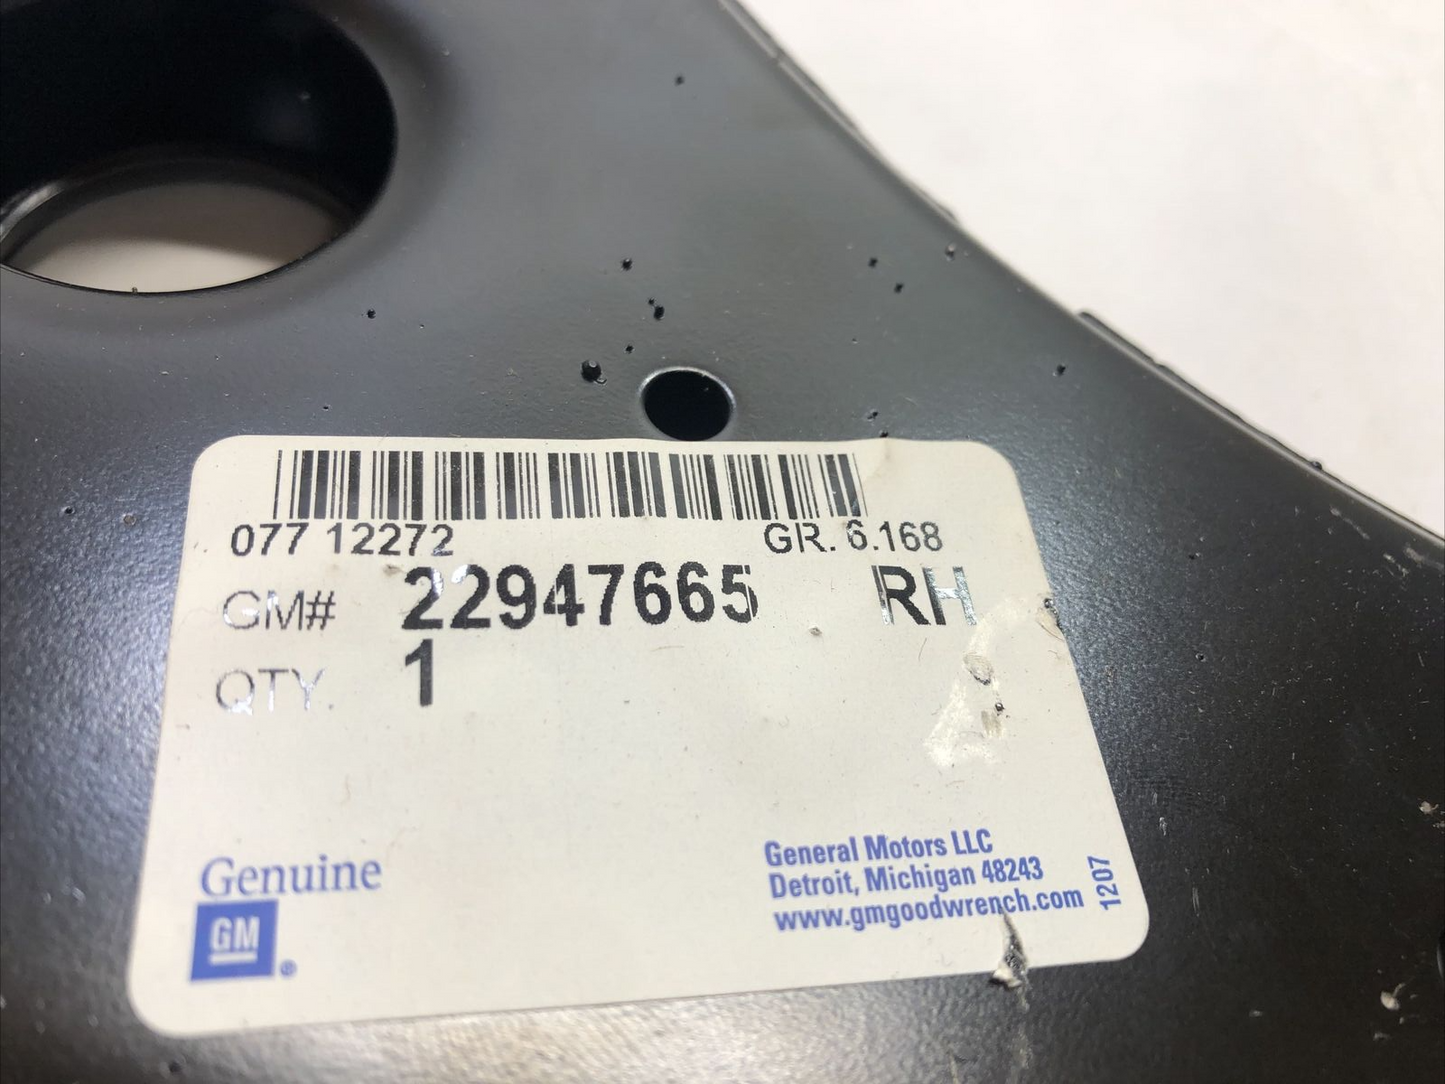 077 12272 GR. 6.168
GM# 22947665 RH
QTY. 1
Genuine
GM
®
General Motors LLC
Detroit, Michigan 48243
www.gmgoodwrench.com
1207